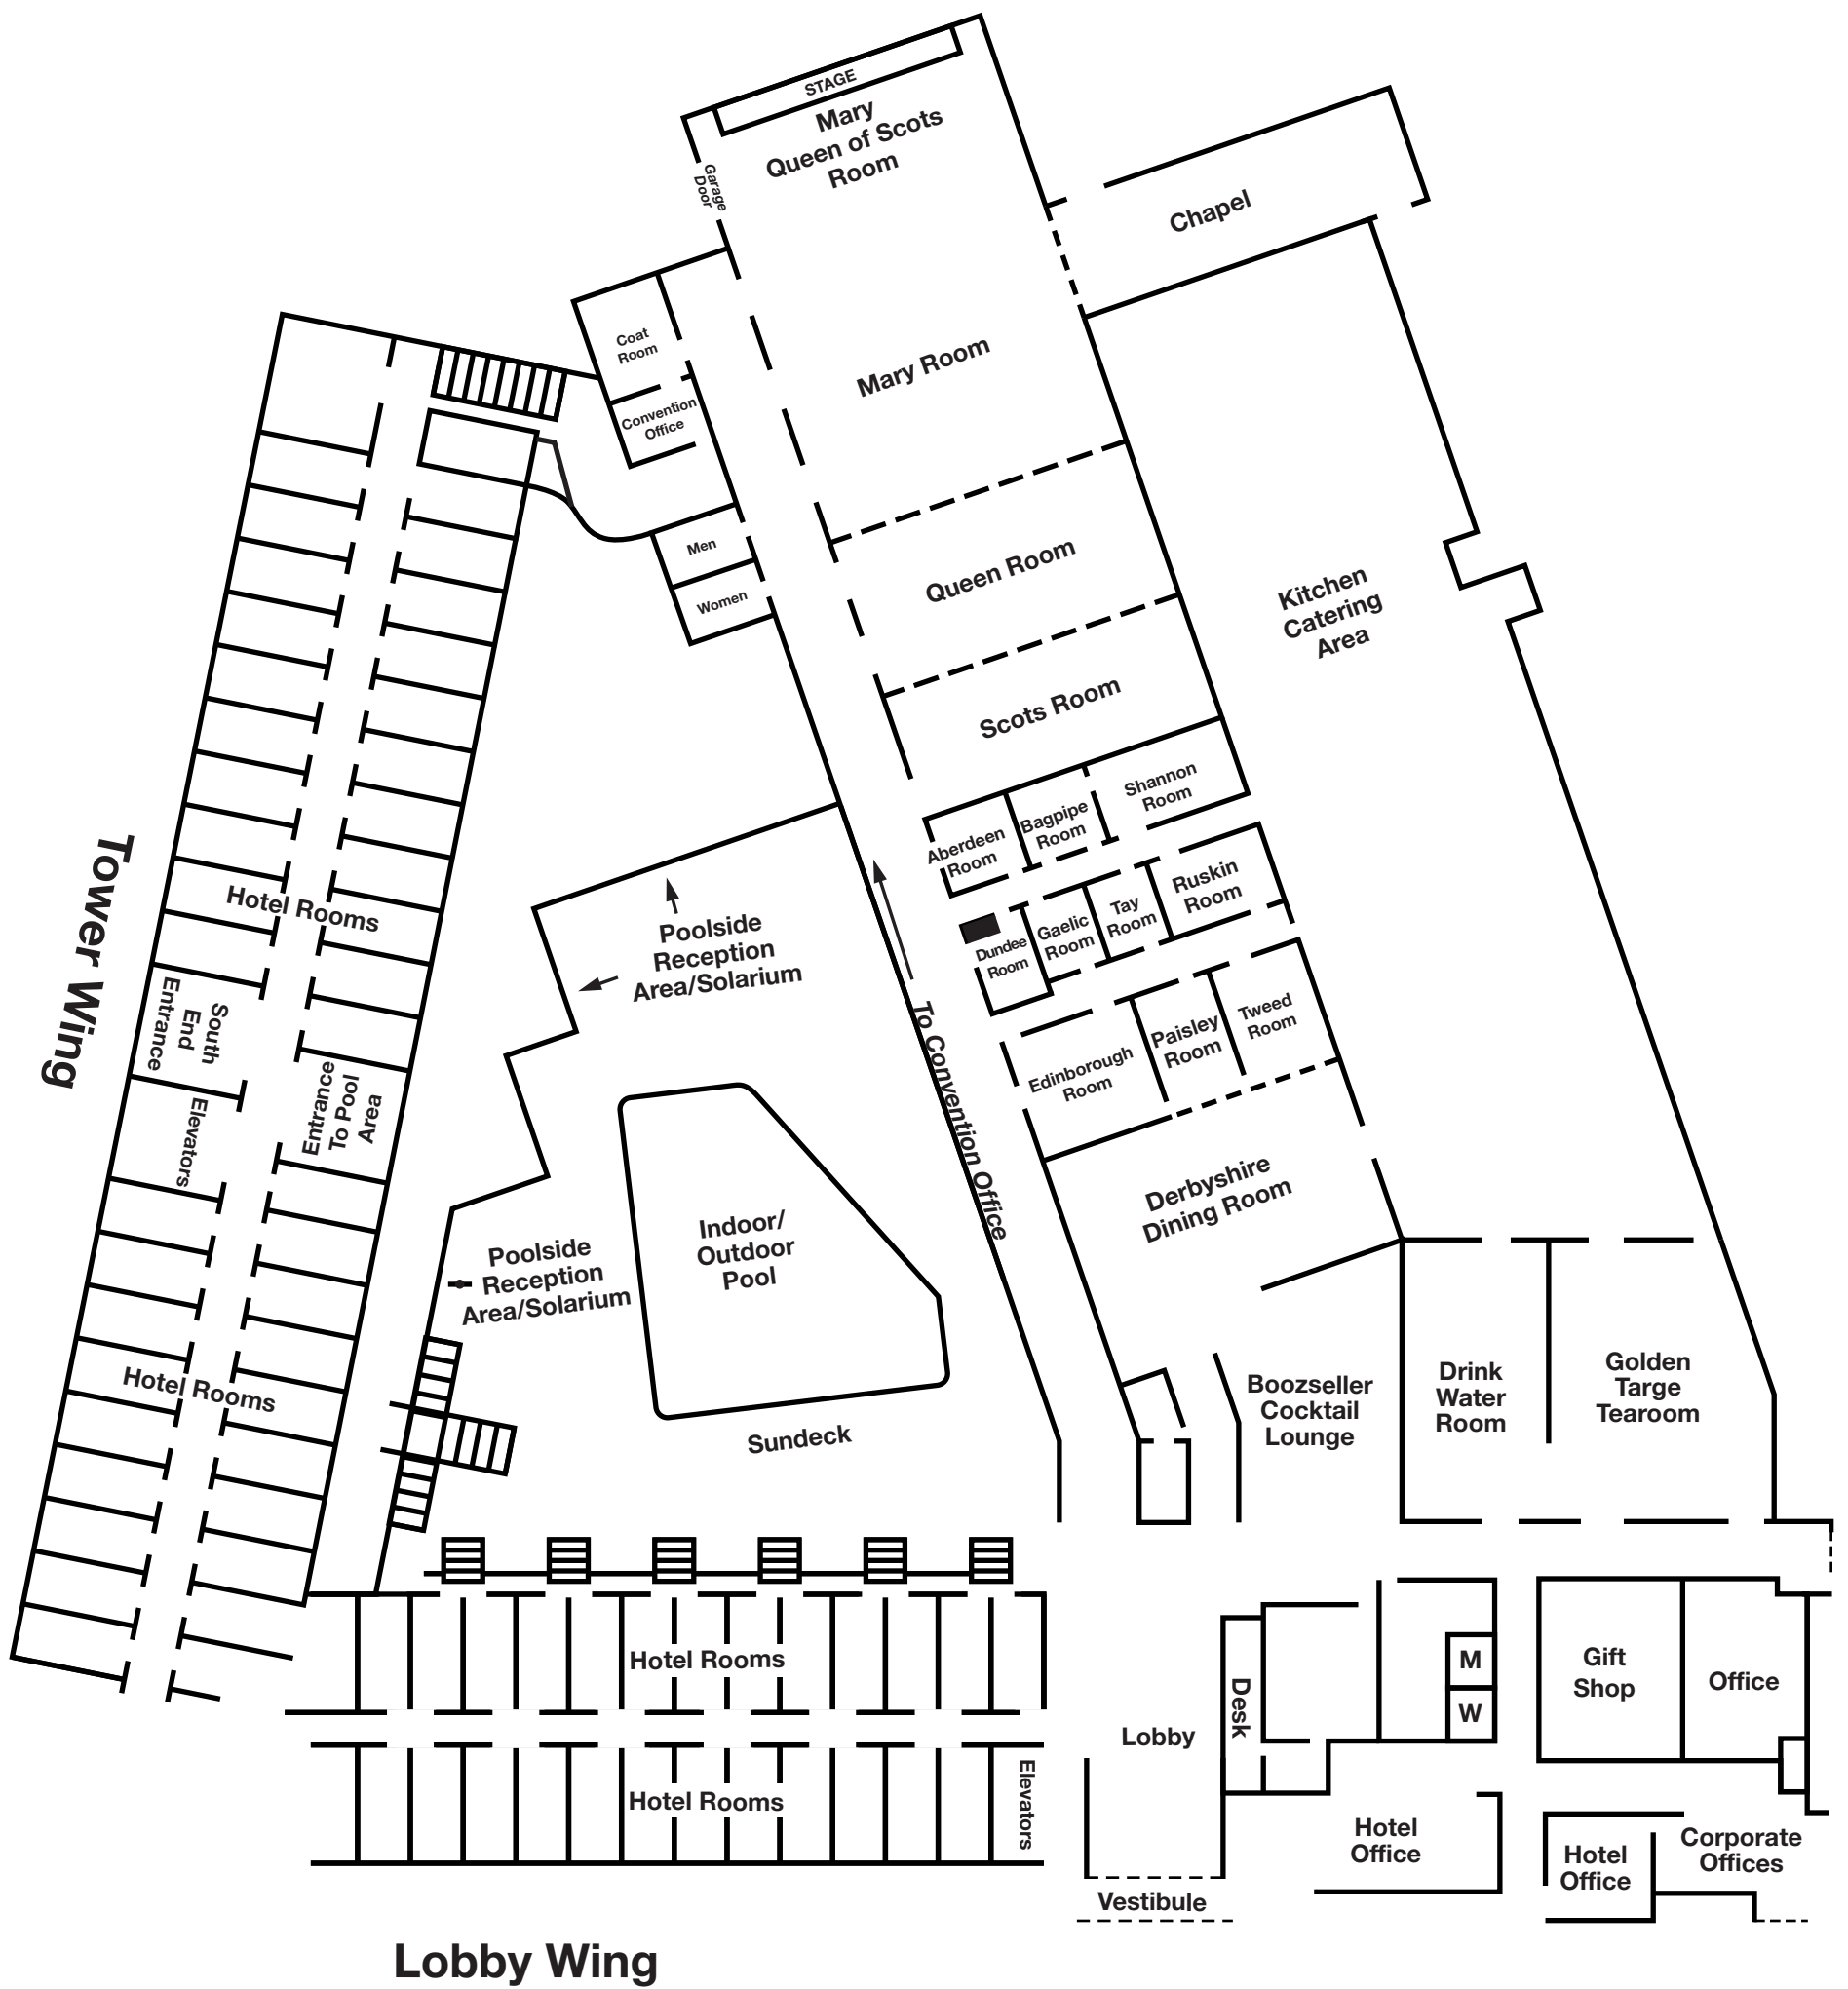 STAGE
Mary
Queen of Scots
Room
Garage
Door
Chapel
Coat
Room
Convention
Office
Mary Room
Men
Women
Queen Room
Kitchen
Catering
Area
Scots Room
Aberdeen
Room
Bagpipe
Room
Shannon
Room
Dundee
Room
Gaelic
Room
Tay
Room
Ruskin
Room
Edinborough
Room
Paisley
Room
Tweed
Room
Derbyshire
Dining Room
To Convention Office
Tower Wing
Hotel Rooms
South
End
Entrance
Elevators
Entrance
To Pool
Area
Hotel Rooms
Poolside
Reception
Area/Solarium
Poolside
Reception
Area/Solarium
Indoor/
Outdoor
Pool
Sundeck
Boozseller
Cocktail
Lounge
Drink
Water
Room
Golden
Targe
Tearoom
Hotel Rooms
Hotel Rooms
Elevators
Lobby
Desk
M
W
Gift
Shop
Office
Hotel
Office
Hotel
Office
Corporate
Offices
Vestibule
Lobby Wing